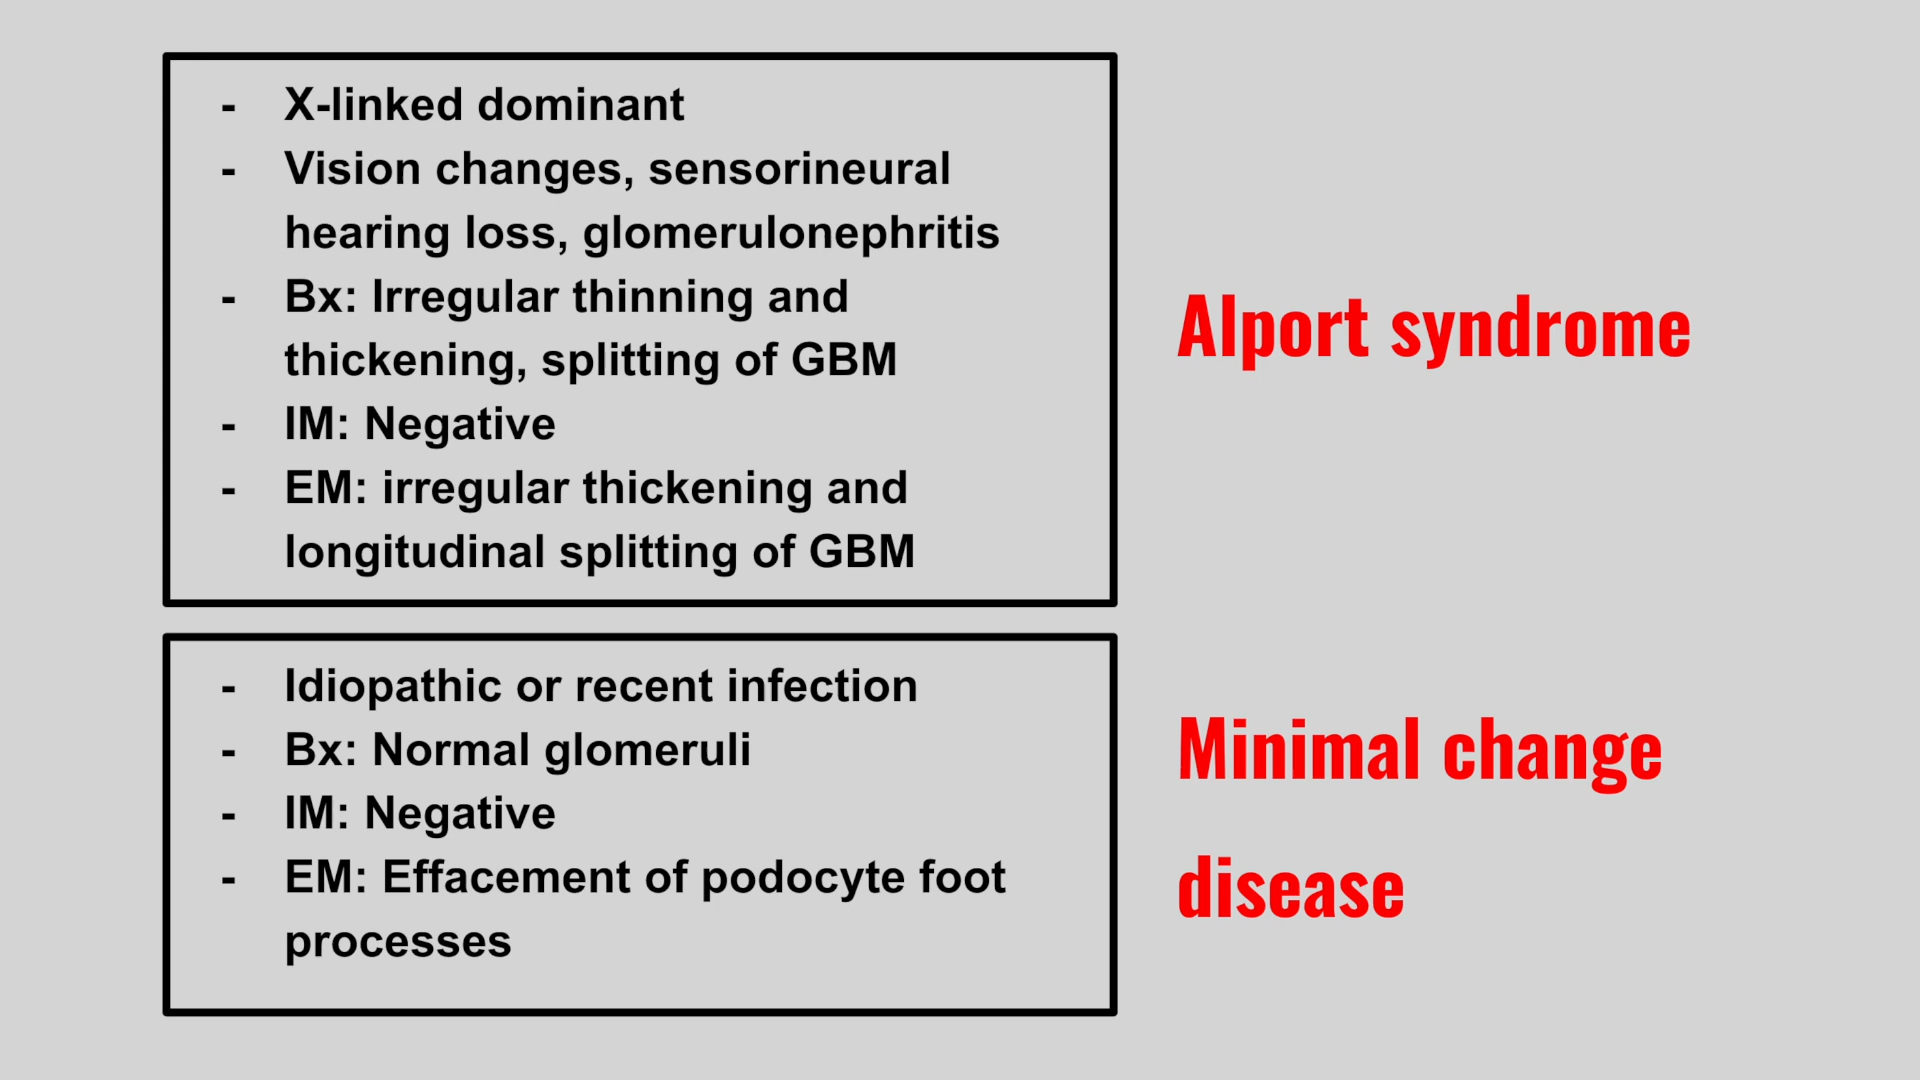 - X-linked dominant
- Vision changes, sensorineural
hearing loss, glomerulonephritis
- Bx: Irregular thinning and
thickening, splitting of GBM
- IM: Negative
- EM: irregular thickening and
longitudinal splitting of GBM
Alport syndrome
- Idiopathic or recent infection
- Bx: Normal glomeruli
- IM: Negative
- EM: Effacement of podocyte foot
processes
Minimal change
disease